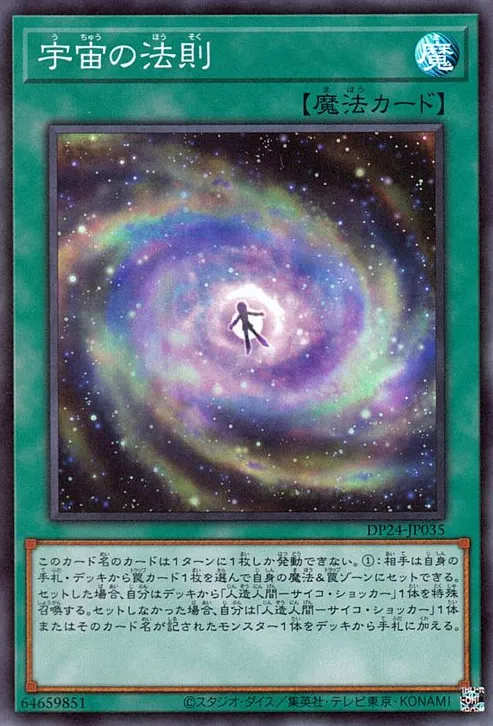 宇宙の法則
魔
【魔法カード】
DP24-JP035
このカード名のカードは1ターンに1枚しか発動できない。①:相手は自身の
手札・デッキから罠カード1枚を選んで自身の魔法&罠ゾーンにセットできる。
セットした場合、自分はデッキから「人造人間-サイコ・ショッカー」1体を特殊
召喚する。セットしなかった場合、自分は「人造人間-サイコ・ショッカー」1体
またはそのカード名が記されたモンスター1体をデッキから手札に加える。
64659851
©スタジオ・ダイス/集英社・テレビ東京・KONAMI